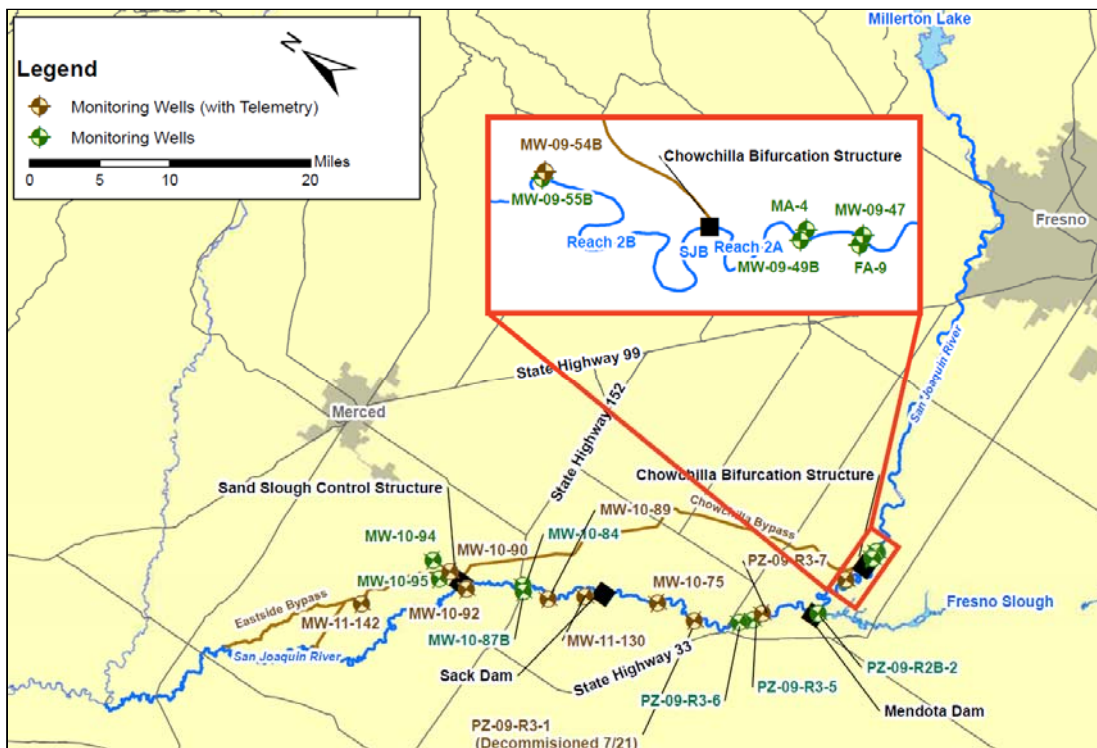 Millerton Lake
N
Legend
Monitoring Wells (with Telemetry)
Monitoring Wells
Miles
0 5 10 20
MW-09-54B
Chowchilla Bifurcation Structure
MW-09-55B
MA-4
MW-09-47
Reach 2B
SJB
Reach 2A
MW-09-49B
FA-9
Fresno
State Highway 99
San Joaquin River
Merced
State Highway 152
Chowchilla Bifurcation Structure
Sand Slough Control Structure
MW-10-89
Chowchilla Bypass
MW-10-94
MW-10-90
MW-10-84
PZ-09-R3-7
MW-10-95
MW-10-75
Eastside Bypass
MW-10-92
Fresno Slough
MW-11-142
MW-10-87B
MW-11-130
San Joaquin River
Sack Dam
State Highway 33
PZ-09-R2B-2
PZ-09-R3-5
PZ-09-R3-6
Mendota Dam
PZ-09-R3-1
(Decommisioned 7/21)